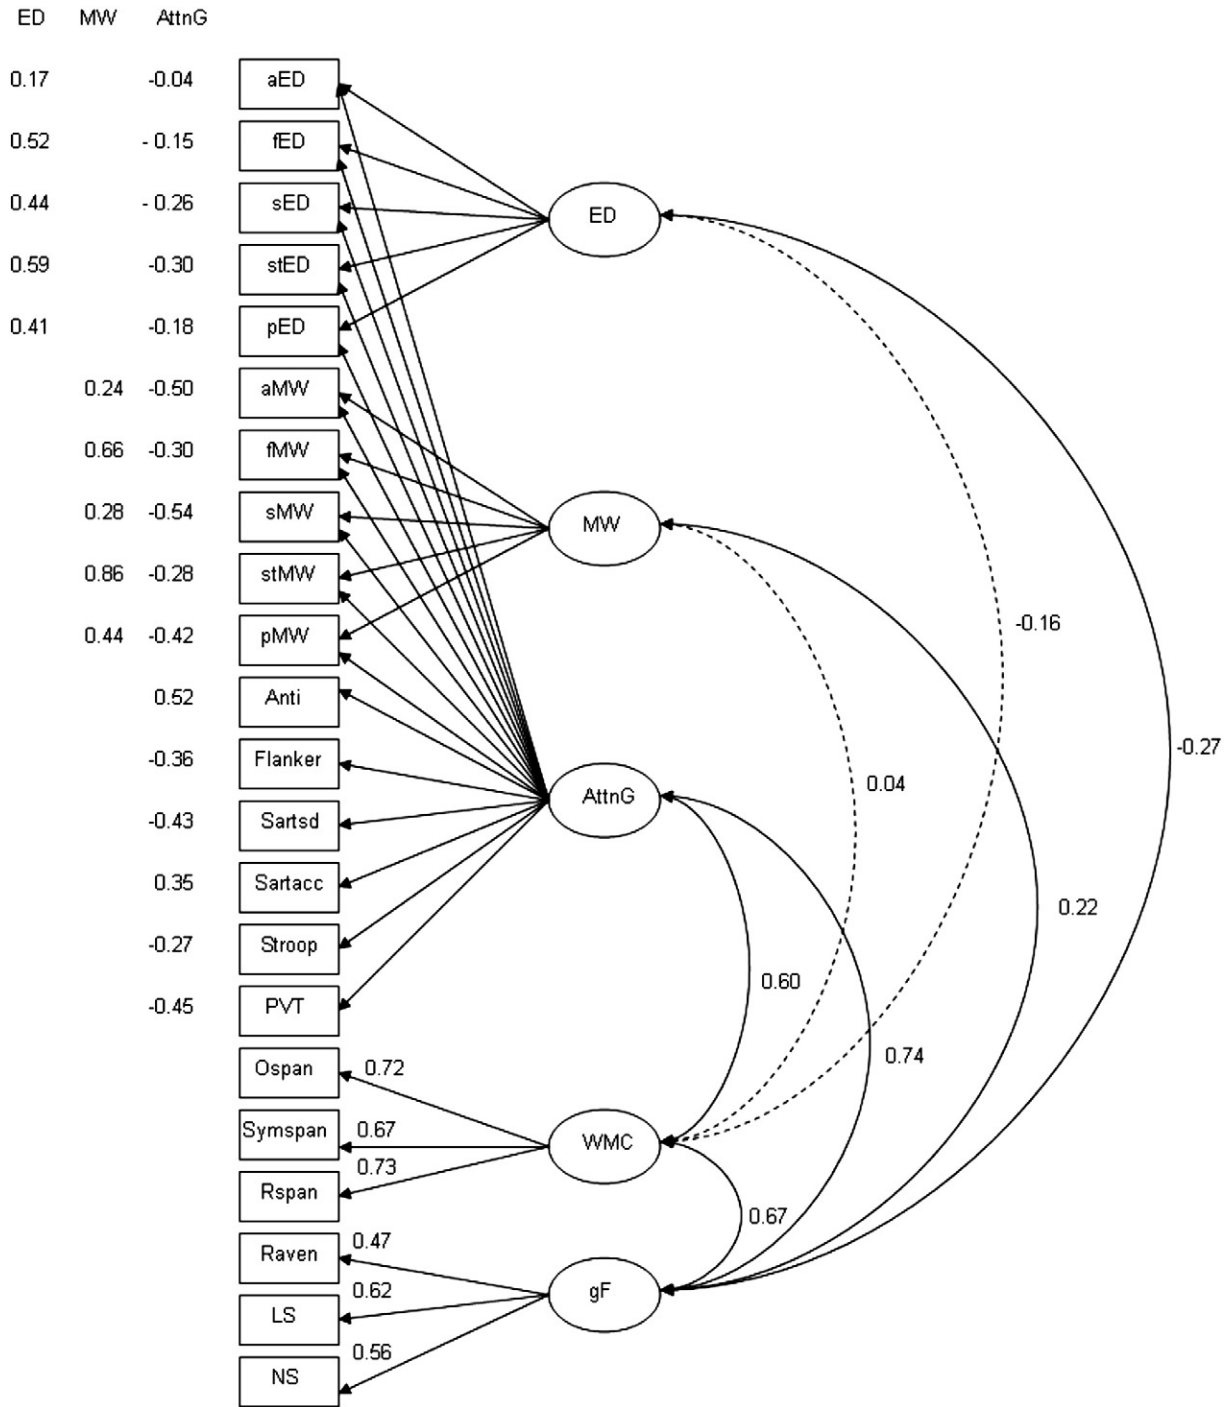 ED MW AttnG
0.17 -0.04 aED
0.52 - 0.15 fED
0.44 - 0.26 sED
ED
0.59 -0.30 stED
0.41 -0.18 pED
0.24 -0.50 aMW
0.66 -0.30 fMW
0.28 -0.54 sMW
MW
0.86 -0.28 stMW
-0.16
0.44 -0.42 pMW
0.52 Anti
-0.27
-0.36 Flanker
0.04
AttnG
-0.43 Sartsd
0.35 Sartacc
0.22
-0.27 Stroop
0.60
-0.45 PVT
0.74
Ospan 0.72
Symspan 0.67
WMC
0.73
Rspan
0.67
Raven 0.47
0.62
gF
LS
0.56
NS